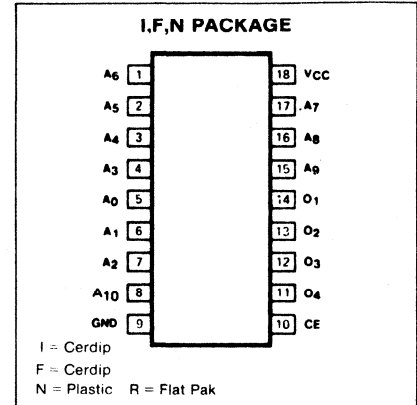 I,F,N PACKAGE
A6 1 18 VCC
A5 2 17 A7
A4 3 16 A8
A3 4 15 A9
A0 5 14 O1
A1 6 13 O2
A2 7 12 O3
A10 8 11 O4
GND 9 10 CE
I = Cerdip
F = Cerdip
N = Plastic R = Flat Pak